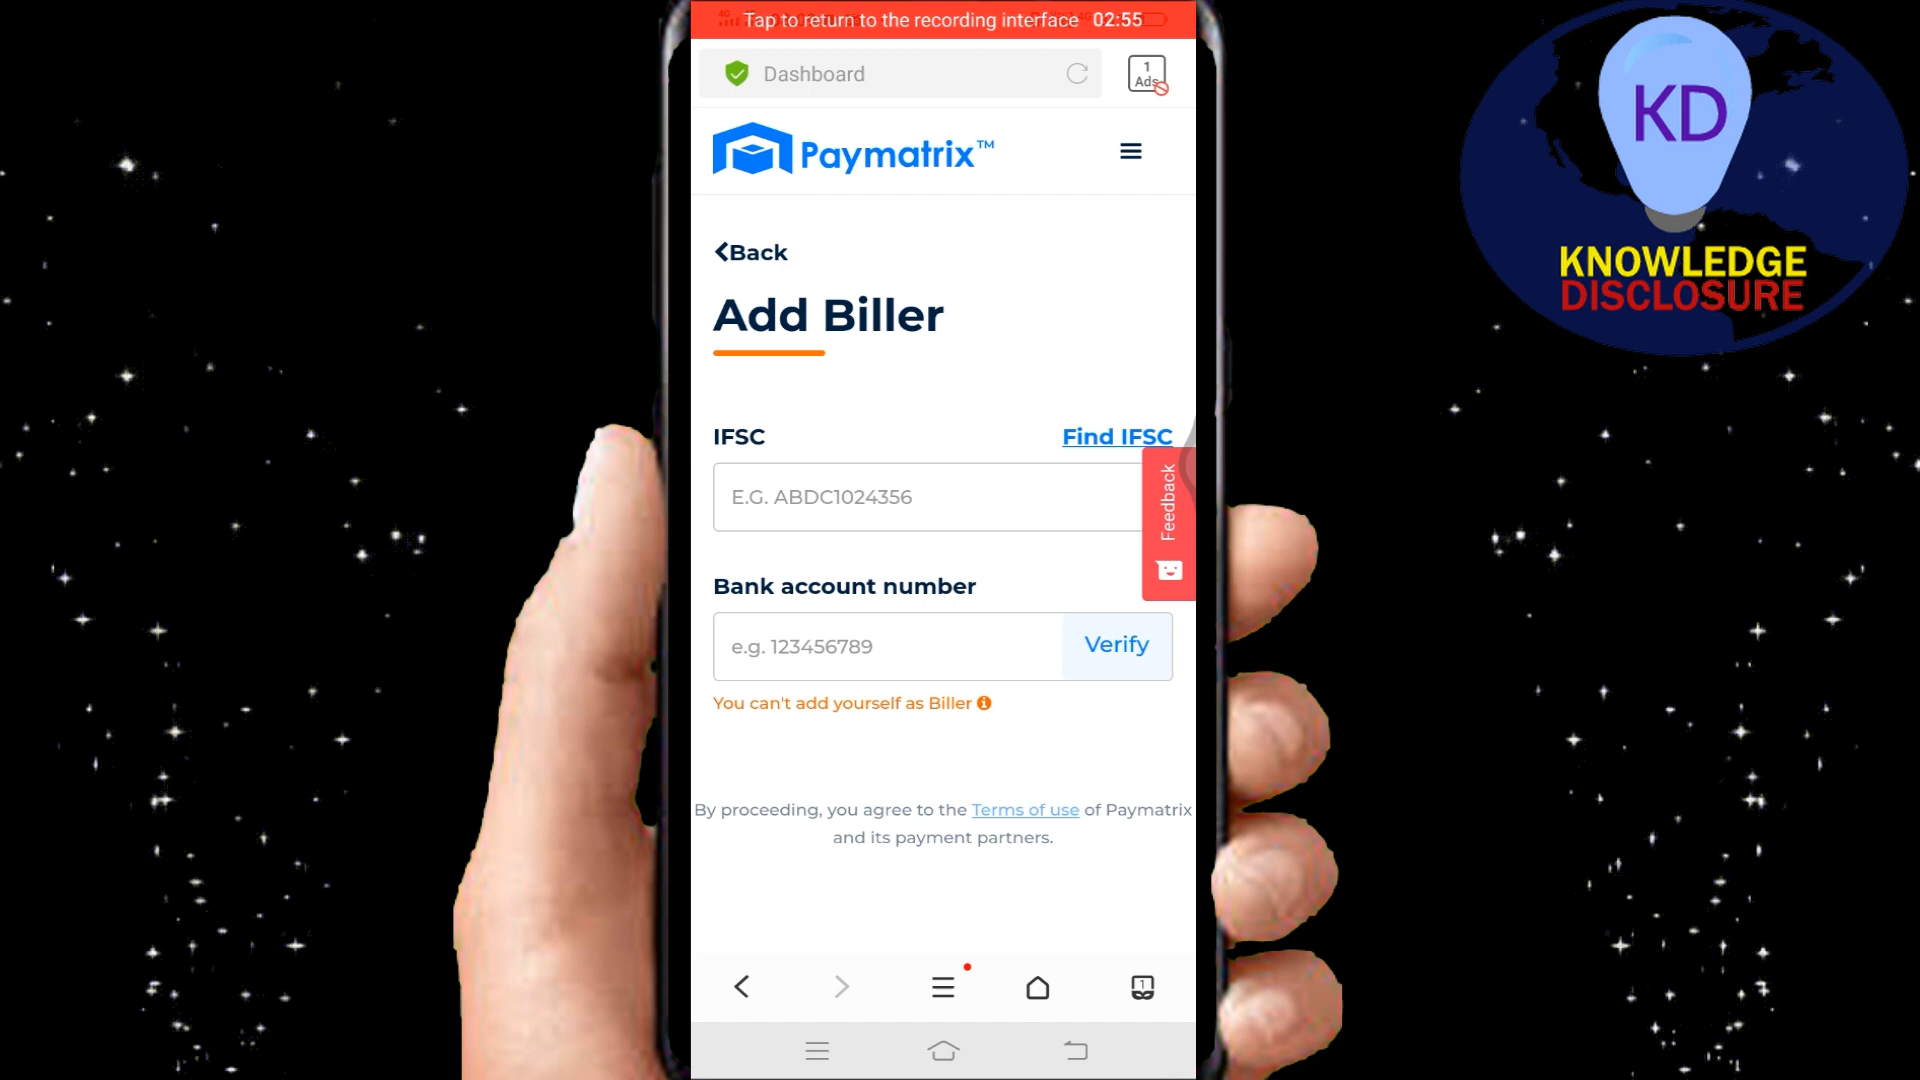 Tap to return to the recording interface 02:55
Dashboard
1
Ads
Paymatrix™
KD
KNOWLEDGE
DISCLOSURE
Back
Add Biller
IFSC
Find IFSC
E.G. ABDC1024356
Feedback
Bank account number
e.g. 123456789
Verify
You can't add yourself as Biller
By proceeding, you agree to the Terms of use of Paymatrix
and its payment partners.
1